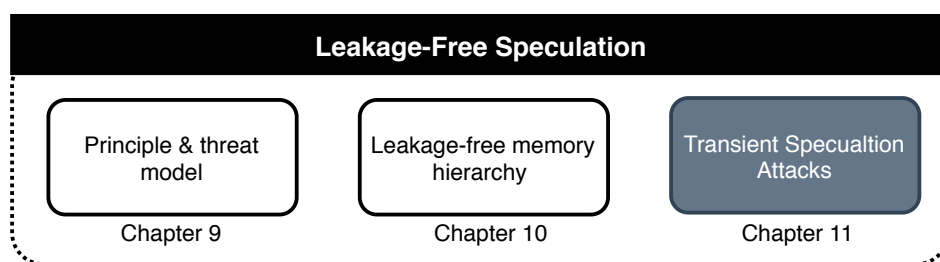 Leakage-Free Speculation
Principle & threat
model
Leakage-free memory
hierarchy
Transient Specualtion
Attacks
Chapter 9
Chapter 10
Chapter 11